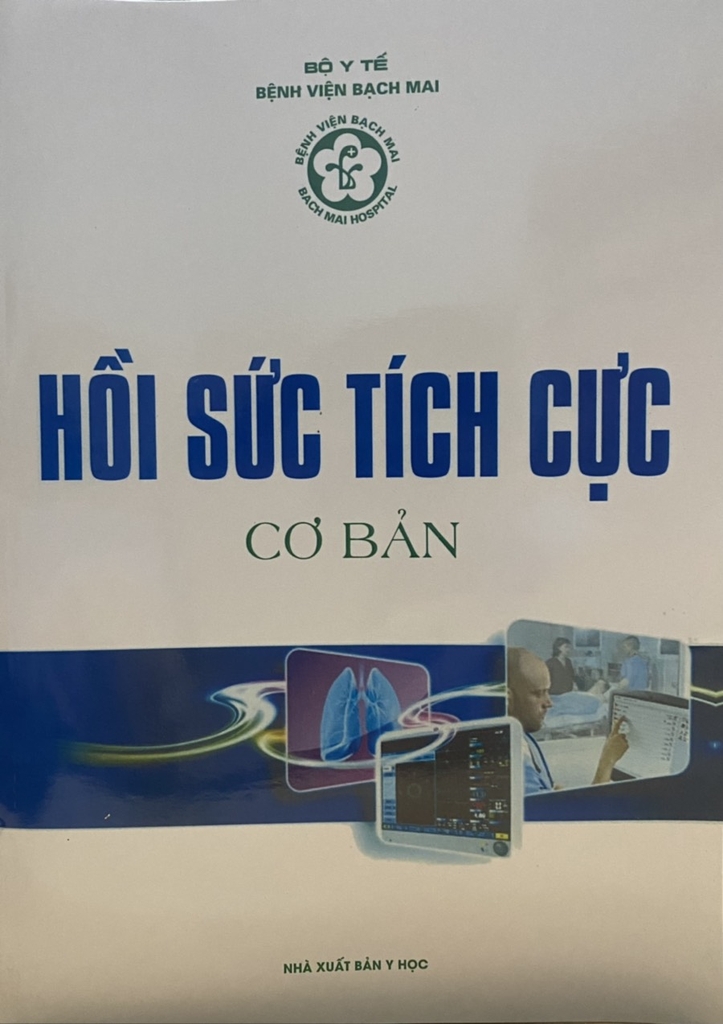 BỘ Y TẾ
BỆNH VIỆN BẠCH MAI
BỆNH VIỆN BẠCH MAI
BACH MAI HOSPITAL
HỒI SỨC TÍCH CỰC
CƠ BẢN
NHÀ XUẤT BẢN Y HỌC